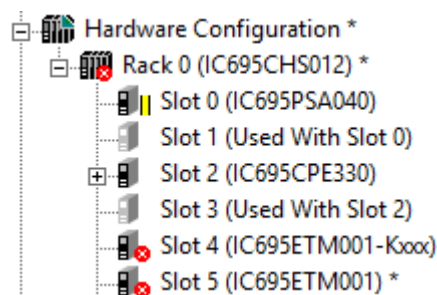 Hardware Configuration *
Rack 0 (IC695CHS012) *
Slot 0 (IC695PSA040)
Slot 1 (Used With Slot 0)
Slot 2 (IC695CPE330)
Slot 3 (Used With Slot 2)
Slot 4 (IC695ETM001-Kxxx)
Slot 5 (IC695ETM001) *